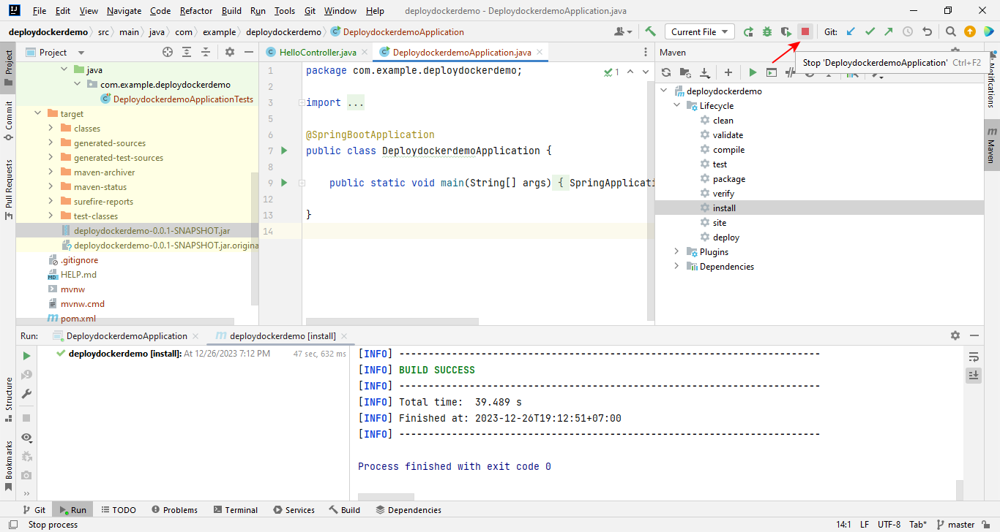 File Edit View Navigate Code Refactor Build Run Tools Git Window Help deploydockerdemo - DeploydockerdemoApplication.java
deploydockerdemo src main java com example deploydockerdemo DeploydockerdemoApplication Current File Git:
Project HelloController.java DeploydockerdemoApplication.java Maven
Stop 'DeploydockerdemoApplication' Ctrl+F2
Project
Commit
Pull Requests
Structure
Bookmarks
java
com.example.deploydockerdemo
DeploydockerdemoApplicationTests
target
classes
generated-sources
generated-test-sources
maven-archiver
maven-status
surefire-reports
test-classes
deploydockerdemo-0.0.1-SNAPSHOT.jar
deploydockerdemo-0.0.1-SNAPSHOT.jar.origina
.gitignore
HELP.md
mvnw
mvnw.cmd
pom.xml
1 package com.example.deploydockerdemo;
2
3 import ...
5
6 @SpringBootApplication
7 public class DeploydockerdemoApplication {
8
9 public static void main(String[] args) { SpringApplicati
12
13 }
14
1
deploydockerdemo
Lifecycle
clean
validate
compile
test
package
verify
install
site
deploy
Plugins
Dependencies
Notifications
Maven
Run: DeploydockerdemoApplication deploydockerdemo [install]
deploydockerdemo [install]: At 12/26/2023 7:12 PM 47 sec, 632 ms
[INFO] ------------------------------------------------------------------------
[INFO] BUILD SUCCESS
[INFO] ------------------------------------------------------------------------
[INFO] Total time:  39.489 s
[INFO] Finished at: 2023-12-26T19:12:51+07:00
[INFO] ------------------------------------------------------------------------
Process finished with exit code 0
Git Run TODO Problems Terminal Services Build Dependencies
Stop process 14:1 LF UTF-8 Tab* master